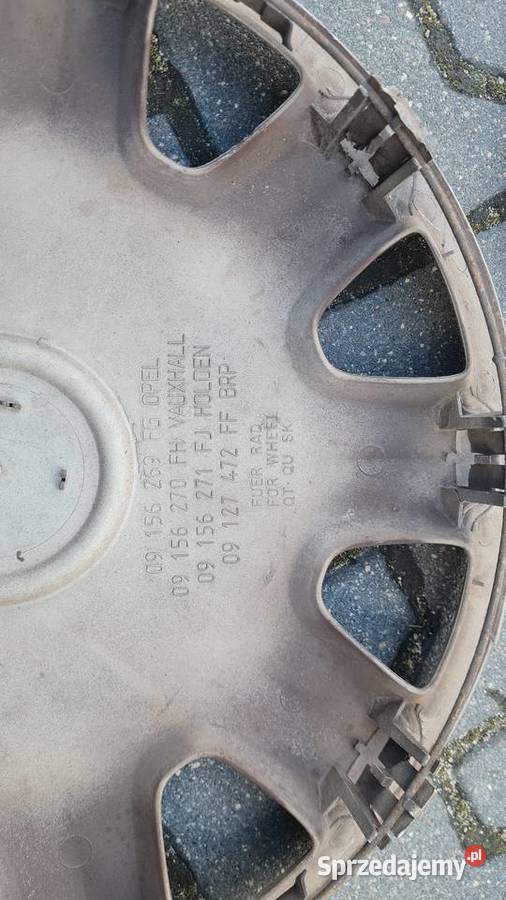 09 156 269 FG OPEL
09 156 270 FH VAUXHALL
09 156 271 FJ HOLDEN
09 127 472 FF BRP
FUER RAD
FOR WHEEL
QT QU SK
Sprzedajemy.pl